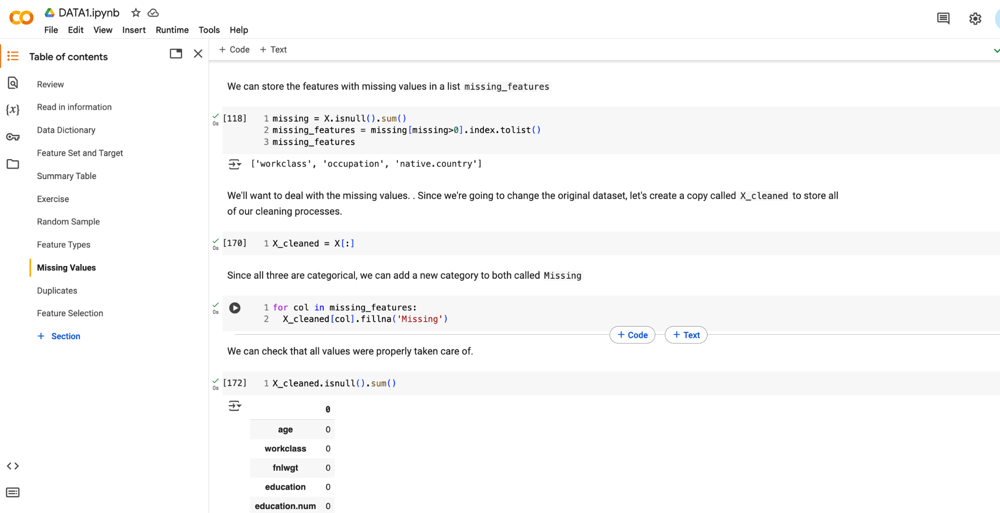 DATA1.ipynb
File Edit View Insert Runtime Tools Help
Table of contents
Review
Read in information
Data Dictionary
Feature Set and Target
Summary Table
Exercise
Random Sample
Feature Types
Missing Values
Duplicates
Feature Selection
+ Section
+ Code + Text
We can store the features with missing values in a list missing_features
0s [118] 1 missing = X.isnull().sum()
2 missing_features = missing[missing>0].index.tolist()
3 missing_features
['workclass', 'occupation', 'native.country']
We'll want to deal with the missing values. . Since we're going to change the original dataset, let's create a copy called X_cleaned to store all
of our cleaning processes.
0s [170] 1 X_cleaned = X[:]
Since all three are categorical, we can add a new category to both called Missing
0s 1 for col in missing_features:
2 X_cleaned[col].fillna('Missing')
+ Code + Text
We can check that all values were properly taken care of.
0s [172] 1 X_cleaned.isnull().sum()
0
age 0
workclass 0
fnlwgt 0
education 0
education.num 0